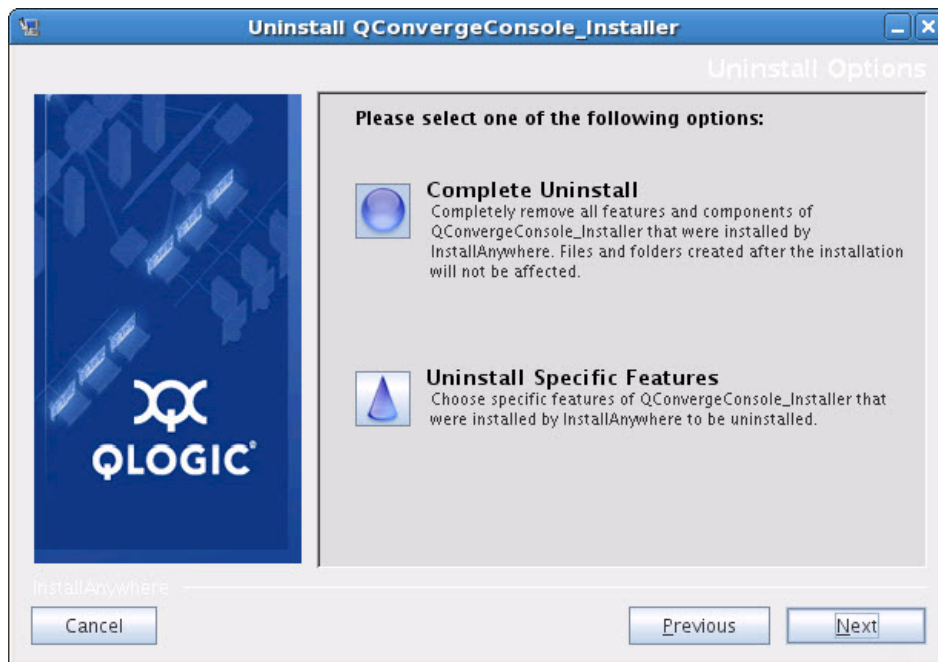 Uninstall QConvergeConsole_Installer
Uninstall Options
Please select one of the following options:
Complete Uninstall
Completely remove all features and components of
QConvergeConsole_Installer that were installed by
InstallAnywhere. Files and folders created after the installation
will not be affected.
Uninstall Specific Features
Choose specific features of QConvergeConsole_Installer that
were installed by InstallAnywhere to be uninstalled.
QLOGIC®
InstallAnywhere
Cancel
Previous
Next